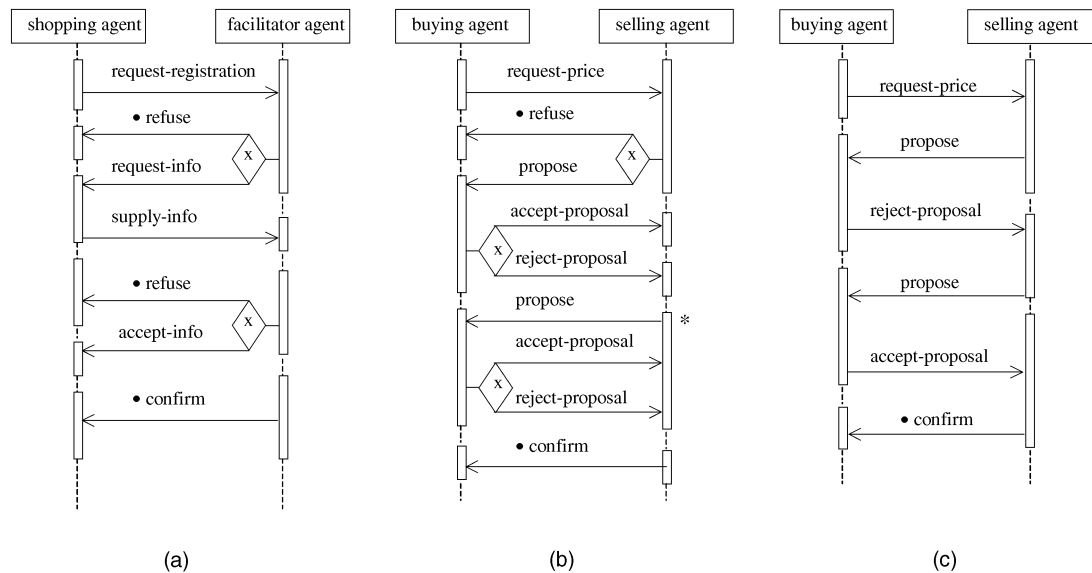 shopping agent
facilitator agent
request-registration
• refuse
x
request-info
supply-info
• refuse
x
accept-info
• confirm
(a)
buying agent
selling agent
request-price
• refuse
x
propose
accept-proposal
x
reject-proposal
propose
*
accept-proposal
x
reject-proposal
• confirm
(b)
buying agent
selling agent
request-price
propose
reject-proposal
propose
accept-proposal
• confirm
(c)